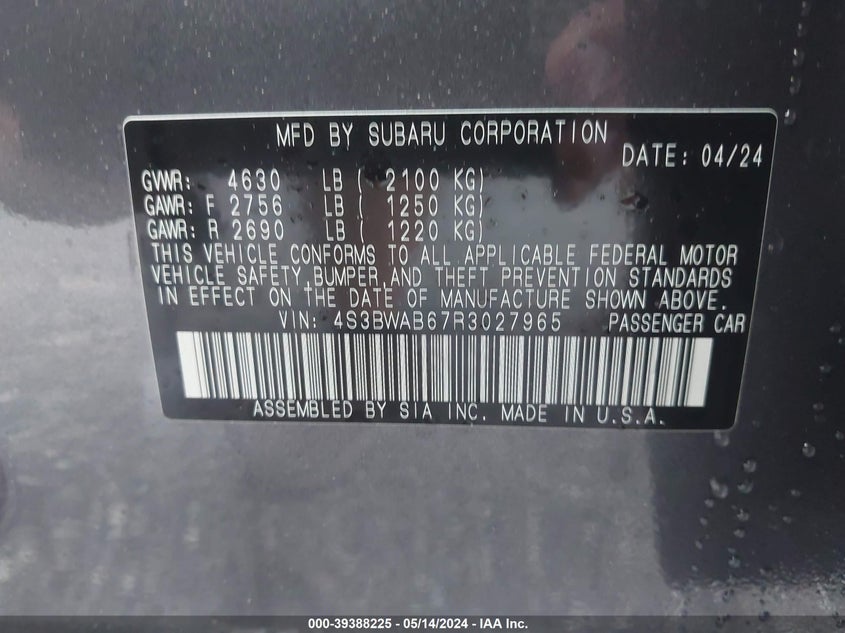 MFD BY SUBARU CORPORATION
DATE: 04/24
GVWR: 4630 LB ( 2100 KG)
GAWR: F 2756 LB ( 1250 KG)
GAWR: R 2690 LB ( 1220 KG)
THIS VEHICLE CONFORMS TO ALL APPLICABLE FEDERAL MOTOR
VEHICLE SAFETY, BUMPER, AND THEFT PREVENTION STANDARDS
IN EFFECT ON THE DATE OF MANUFACTURE SHOWN ABOVE.
VIN: 4S3BWAB67R3027965 PASSENGER CAR
ASSEMBLED BY SIA INC. MADE IN U.S.A.
000-39388225 - 05/14/2024 - IAA Inc.